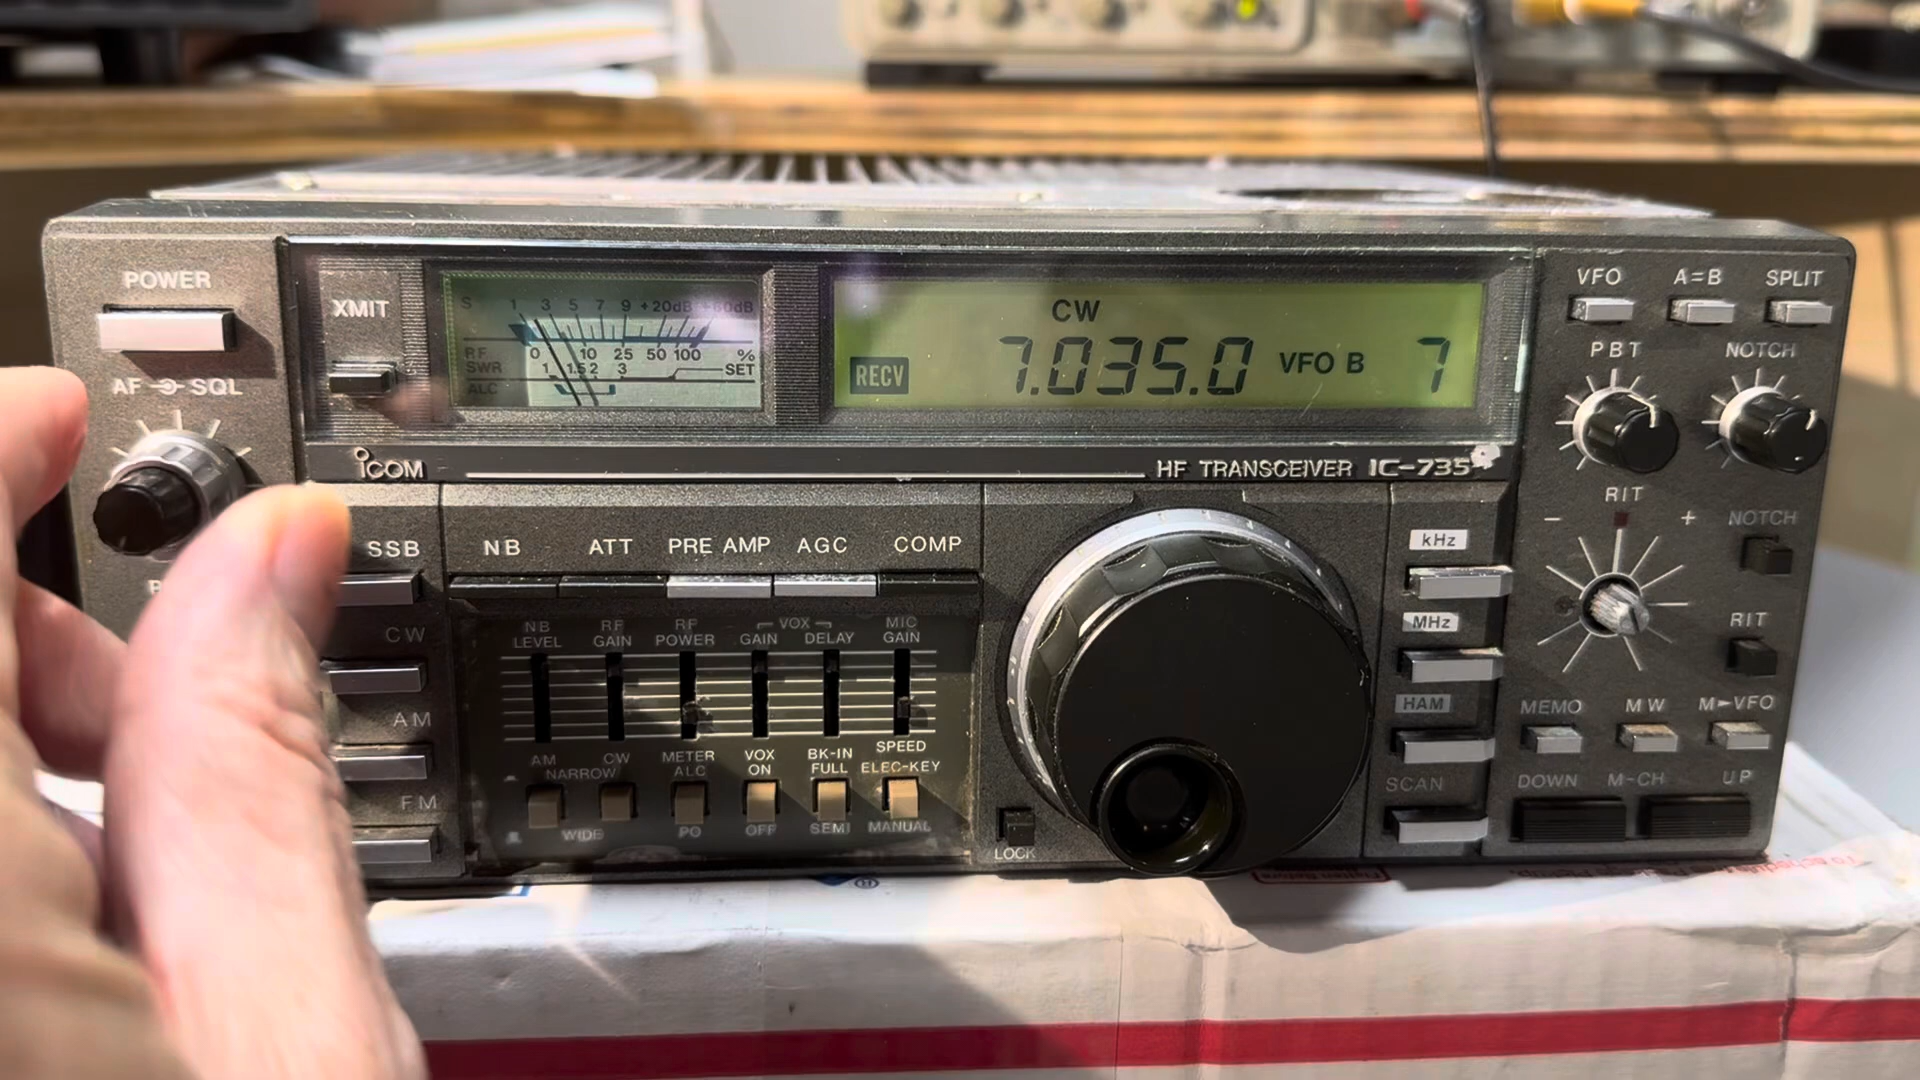 POWER
AF SQL
XMIT
S 1 3 5 7 9 +20dB +60dB
RF 0 10 25 50 100 %
SWR 1 1.5 2 3 SET
ALC
CW
RECV 7.035.0 VFO B 7
ICOM
HF TRANSCEIVER IC-735
VFO A=B SPLIT
PBT NOTCH
RIT
− +
NOTCH
RIT
MEMO MW M►VFO
DOWN M-CH UP
SSB
CW
AM
FM
NB ATT PRE AMP AGC COMP
NB LEVEL
RF GAIN
RF POWER
VOX
GAIN DELAY
MIC GAIN
AM CW
NARROW
WIDE
METER
ALC
PO
VOX
ON
OFF
BK-IN
FULL
SEMI
SPEED
ELEC-KEY
MANUAL
LOCK
kHz
MHz
HAM
SCAN
®